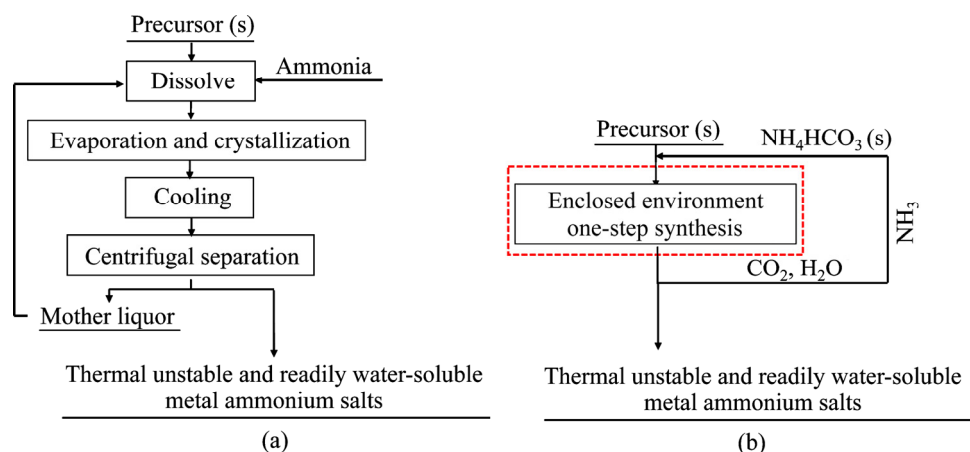 Precursor (s)
Dissolve
Ammonia
Evaporation and crystallization
Cooling
Centrifugal separation
Mother liquor
Thermal unstable and readily water-soluble
metal ammonium salts
(a)
Precursor (s)
NH₄HCO₃ (s)
Enclosed environment
one-step synthesis
NH₃
CO₂, H₂O
Thermal unstable and readily water-soluble
metal ammonium salts
(b)